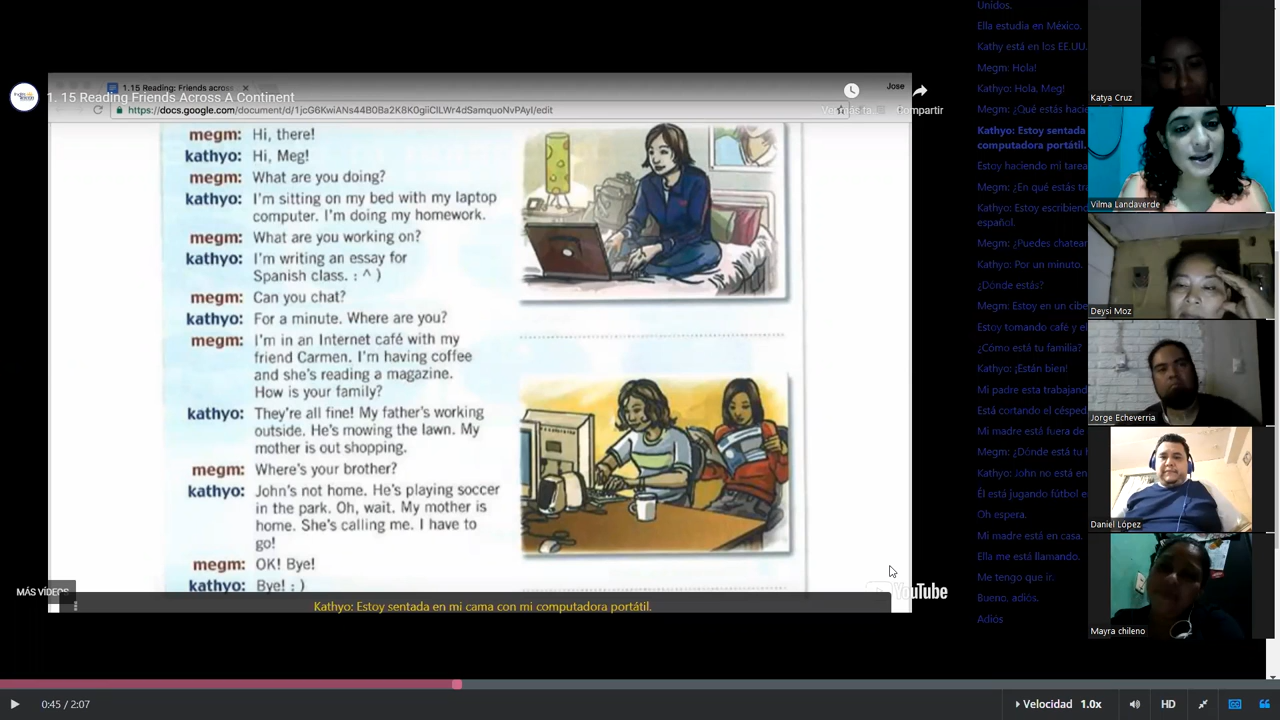 1.15 Reading: Friends across
1. 15 Reading Friends Across A Continent
Jose
https://docs.google.com/document/d/1jcG6KwiANs44B0Ba2K8K0giiClLWr4dSamquoNvPAyI/edit
Compartir
megm: Hi, there!
kathyo: Hi, Meg!
megm: What are you doing?
kathyo: I'm sitting on my bed with my laptop
computer. I'm doing my homework.
megm: What are you working on?
kathyo: I'm writing an essay for
Spanish class. : ^ )
megm: Can you chat?
kathyo: For a minute. Where are you?
megm: I'm in an Internet café with my
friend Carmen. I'm having coffee
and she's reading a magazine.
How is your family?
kathyo: They're all fine! My father's working
outside. He's mowing the lawn. My
mother is out shopping.
megm: Where's your brother?
kathyo: John's not home. He's playing soccer
in the park. Oh, wait. My mother is
home. She's calling me. I have to
go!
megm: OK! Bye!
kathyo: Bye! : )
MÁS VÍDEOS
YouTube
Kathyo: Estoy sentada en mi cama con mi computadora portátil.
Unidos.
Ella estudia en México.
Kathy está en los EE.UU.
Megm: Hola!
Kathyo: Hola, Meg!
Megm: ¿Qué estás hacie
Kathyo: Estoy sentada
computadora portátil.
Estoy haciendo mi tarea
Megm: ¿En qué estás tra
Kathyo: Estoy escribiend
español.
Megm: ¿Puedes chatear
Kathyo: Por un minuto.
¿Dónde estás?
Megm: Estoy en un cibe
Estoy tomando café y el
¿Cómo está tu familia?
Kathyo: ¡Están bien!
Mi padre esta trabajand
Está cortando el césped
Mi madre está fuera de
Megm: ¿Dónde está tu h
Kathyo: John no está en
Él está jugando fútbol e
Oh espera.
Mi madre está en casa.
Ella me está llamando.
Me tengo que ir.
Bueno, adiós.
Adiós
Katya Cruz
Vilma Landaverde
Deysi Moz
Jorge Echeverria
Daniel López
Mayra chileno
0:45 / 2:07
Velocidad 1.0x
HD